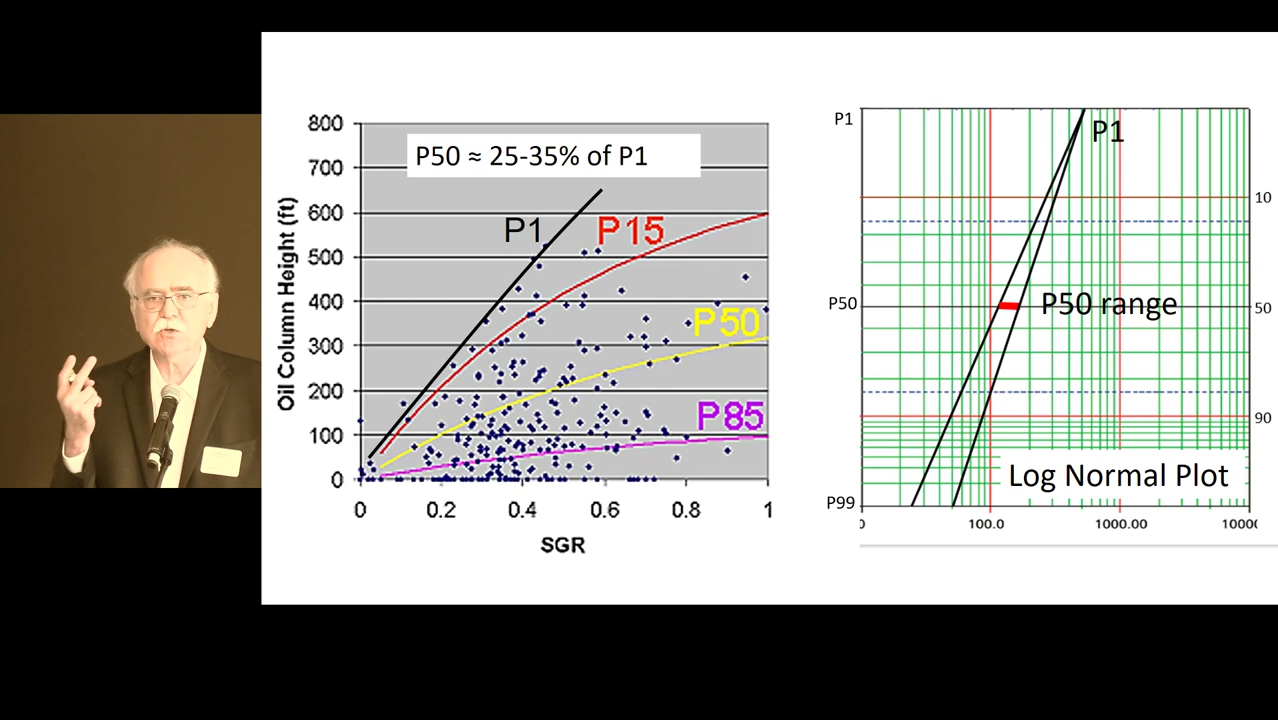 800
P50 ≈ 25-35% of P1
700
600
P1
P15
500
400
P50
300
200
P85
100
0
0 0.2 0.4 0.6 0.8 1
Oil Column Height (ft)
SGR
P1
P1
10
P50
P50 range
50
90
Log Normal Plot
P99
0 100.0 1000.00 10000